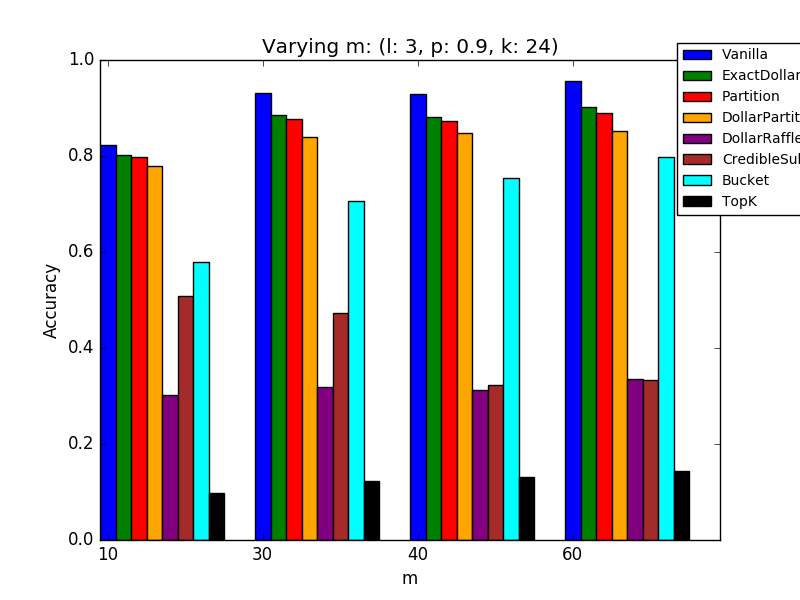 Varying m: (l: 3, p: 0.9, k: 24)
Vanilla
ExactDollar
Partition
DollarPartit
DollarRaffle
CredibleSul
Bucket
TopK
1.0
0.8
0.6
0.4
0.2
0.0
Accuracy
10 30 40 60
m